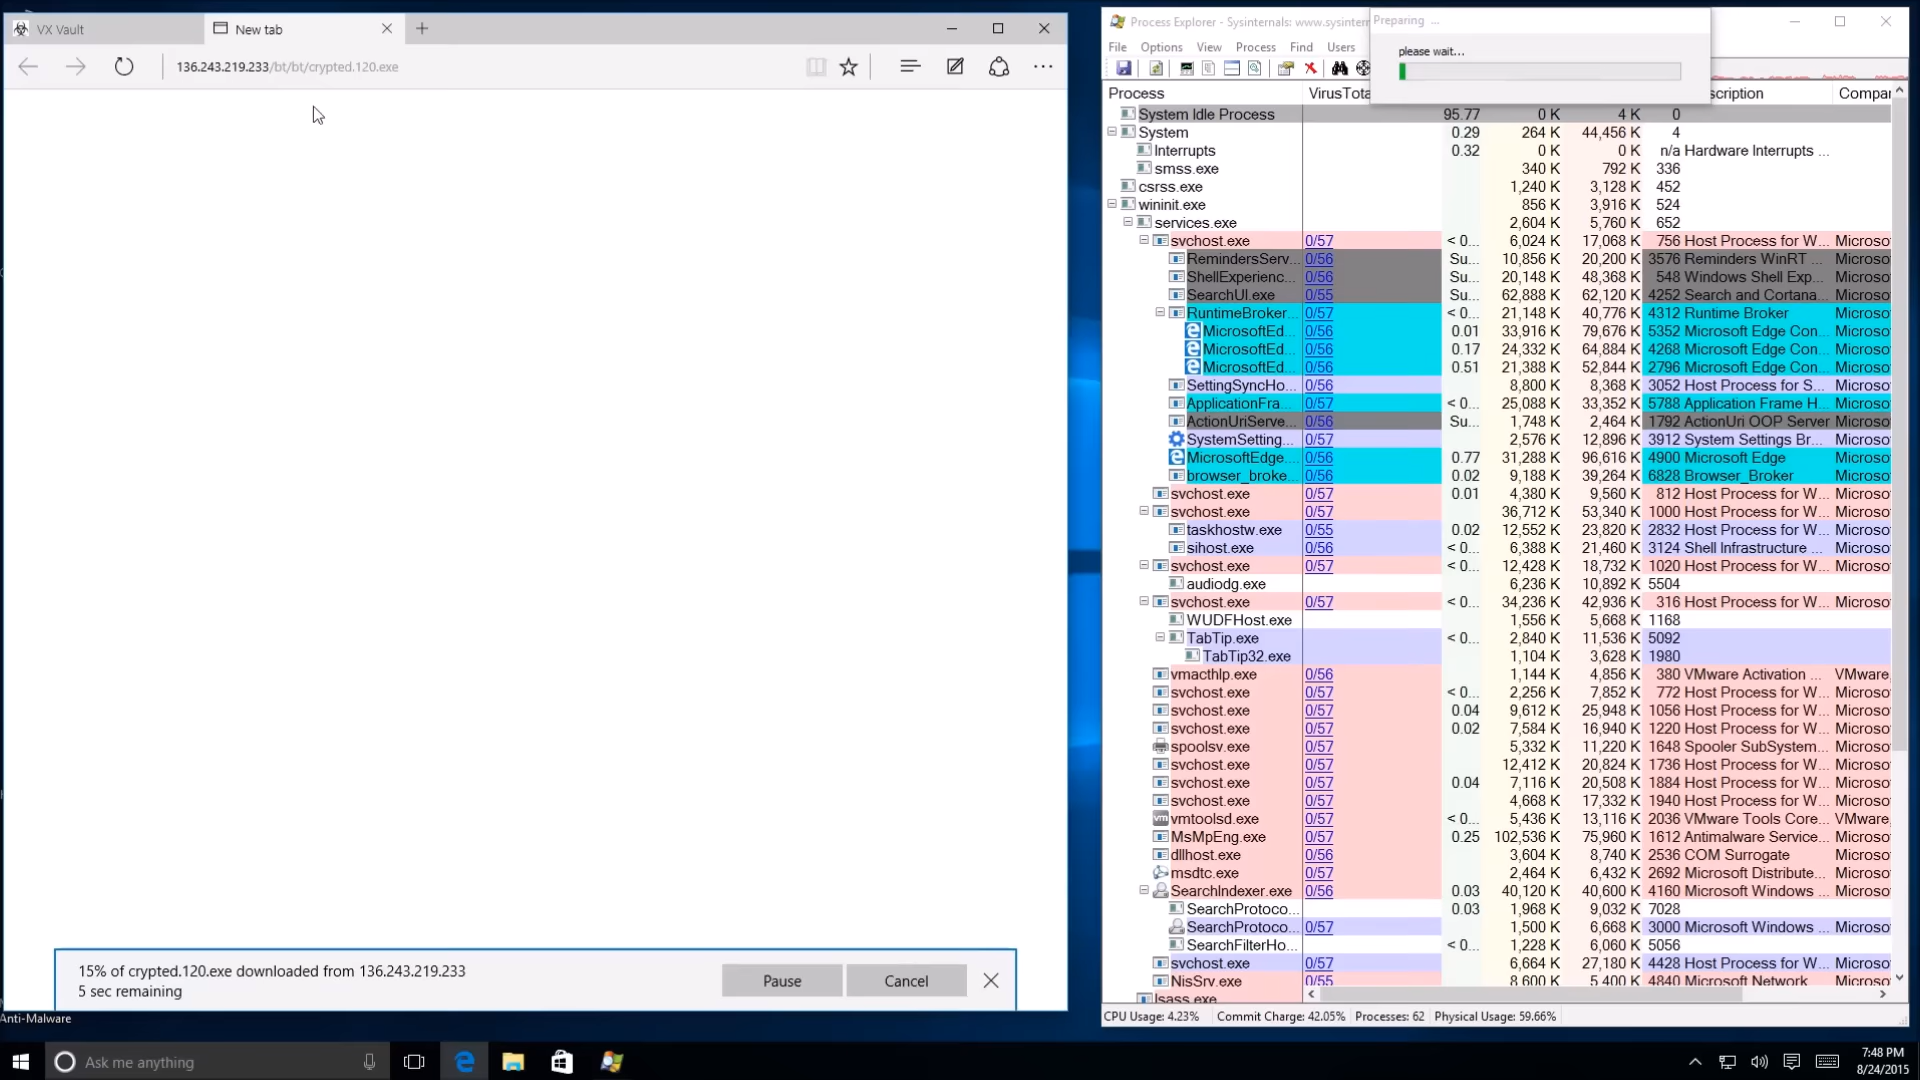 VX Vault
New tab
136.243.219.233/bt/bt/crypted.120.exe
15% of crypted.120.exe downloaded from 136.243.219.233
5 sec remaining
Pause
Cancel
Anti-Malware
Process Explorer - Sysinternals: www.sysintern
Preparing ...
please wait...
File Options View Process Find Users
Process VirusTota scription Compar
System Idle Process 95.77 0 K 4 K 0
System 0.29 264 K 44,456 K 4
Interrupts 0.32 0 K 0 K n/a Hardware Interrupts ...
smss.exe 340 K 792 K 336
csrss.exe 1,240 K 3,128 K 452
wininit.exe 856 K 3,916 K 524
services.exe 2,604 K 5,760 K 652
svchost.exe 0/57 < 0... 6,024 K 17,068 K 756 Host Process for W... Microso
RemindersServ... 0/56 Su... 10,856 K 20,200 K 3576 Reminders WinRT ... Microso
ShellExperienc... 0/56 Su... 20,148 K 48,368 K 548 Windows Shell Exp... Microso
SearchUI.exe 0/55 Su... 62,888 K 62,120 K 4252 Search and Cortana... Microso
RuntimeBroker... 0/57 < 0... 21,148 K 40,776 K 4312 Runtime Broker Microso
MicrosoftEd... 0/56 0.01 33,916 K 79,676 K 5352 Microsoft Edge Con... Microso
MicrosoftEd... 0/56 0.17 24,332 K 64,884 K 4268 Microsoft Edge Con... Microso
MicrosoftEd... 0/56 0.51 21,388 K 52,844 K 2796 Microsoft Edge Con... Microso
SettingSyncHo... 0/56 8,800 K 8,368 K 3052 Host Process for S... Microso
ApplicationFra... 0/57 < 0... 25,088 K 33,352 K 5788 Application Frame H... Microso
ActionUriServe... 0/56 Su... 1,748 K 2,464 K 1792 ActionUri OOP Server Microso
SystemSetting... 0/57 2,576 K 12,896 K 3912 System Settings Br... Microso
MicrosoftEdge.... 0/56 0.77 31,288 K 96,616 K 4900 Microsoft Edge Microso
browser_broke... 0/56 0.02 9,188 K 39,264 K 6828 Browser_Broker Microso
svchost.exe 0/57 0.01 4,380 K 9,560 K 812 Host Process for W... Microso
svchost.exe 0/57 36,712 K 53,340 K 1000 Host Process for W... Microso
taskhostw.exe 0/55 0.02 12,552 K 23,820 K 2832 Host Process for W... Microso
sihost.exe 0/56 < 0... 6,388 K 21,460 K 3124 Shell Infrastructure ... Microso
svchost.exe 0/57 < 0... 12,428 K 18,732 K 1020 Host Process for W... Microso
audiodg.exe 6,236 K 10,892 K 5504
svchost.exe 0/57 < 0... 34,236 K 42,936 K 316 Host Process for W... Microso
WUDFHost.exe 1,556 K 5,668 K 1168
TabTip.exe < 0... 2,840 K 11,536 K 5092
TabTip32.exe 1,104 K 3,628 K 1980
vmacthlp.exe 0/56 1,144 K 4,856 K 380 VMware Activation ... VMware,
svchost.exe 0/57 < 0... 2,256 K 7,852 K 772 Host Process for W... Microso
svchost.exe 0/57 0.04 9,612 K 25,948 K 1056 Host Process for W... Microso
svchost.exe 0/57 0.02 7,584 K 16,940 K 1220 Host Process for W... Microso
spoolsv.exe 0/57 5,332 K 11,220 K 1648 Spooler SubSystem... Microso
svchost.exe 0/57 12,412 K 20,824 K 1736 Host Process for W... Microso
svchost.exe 0/57 0.04 7,116 K 20,508 K 1884 Host Process for W... Microso
svchost.exe 0/57 4,668 K 17,332 K 1940 Host Process for W... Microso
vmtoolsd.exe 0/57 < 0... 5,436 K 13,116 K 2036 VMware Tools Core... VMware,
MsMpEng.exe 0/57 0.25 102,536 K 75,960 K 1612 Antimalware Service... Microso
dllhost.exe 0/56 3,604 K 8,740 K 2536 COM Surrogate Microso
msdtc.exe 0/57 2,464 K 6,432 K 2692 Microsoft Distribute... Microso
SearchIndexer.exe 0/56 0.03 40,120 K 40,600 K 4160 Microsoft Windows ... Microso
SearchProtoco... 0.03 1,968 K 9,032 K 7028
SearchProtoco... 0/57 1,500 K 6,668 K 3000 Microsoft Windows ... Microso
SearchFilterHo... < 0... 1,228 K 6,060 K 5056
svchost.exe 0/57 6,664 K 27,180 K 4428 Host Process for W... Microso
NisSrv.exe 0/55 8,600 K 5,400 K 4840 Microsoft Network Microso
lsass.exe
CPU Usage: 4.23% Commit Charge: 42.05% Processes: 62 Physical Usage: 59.66%
Ask me anything
7:48 PM
8/24/2015